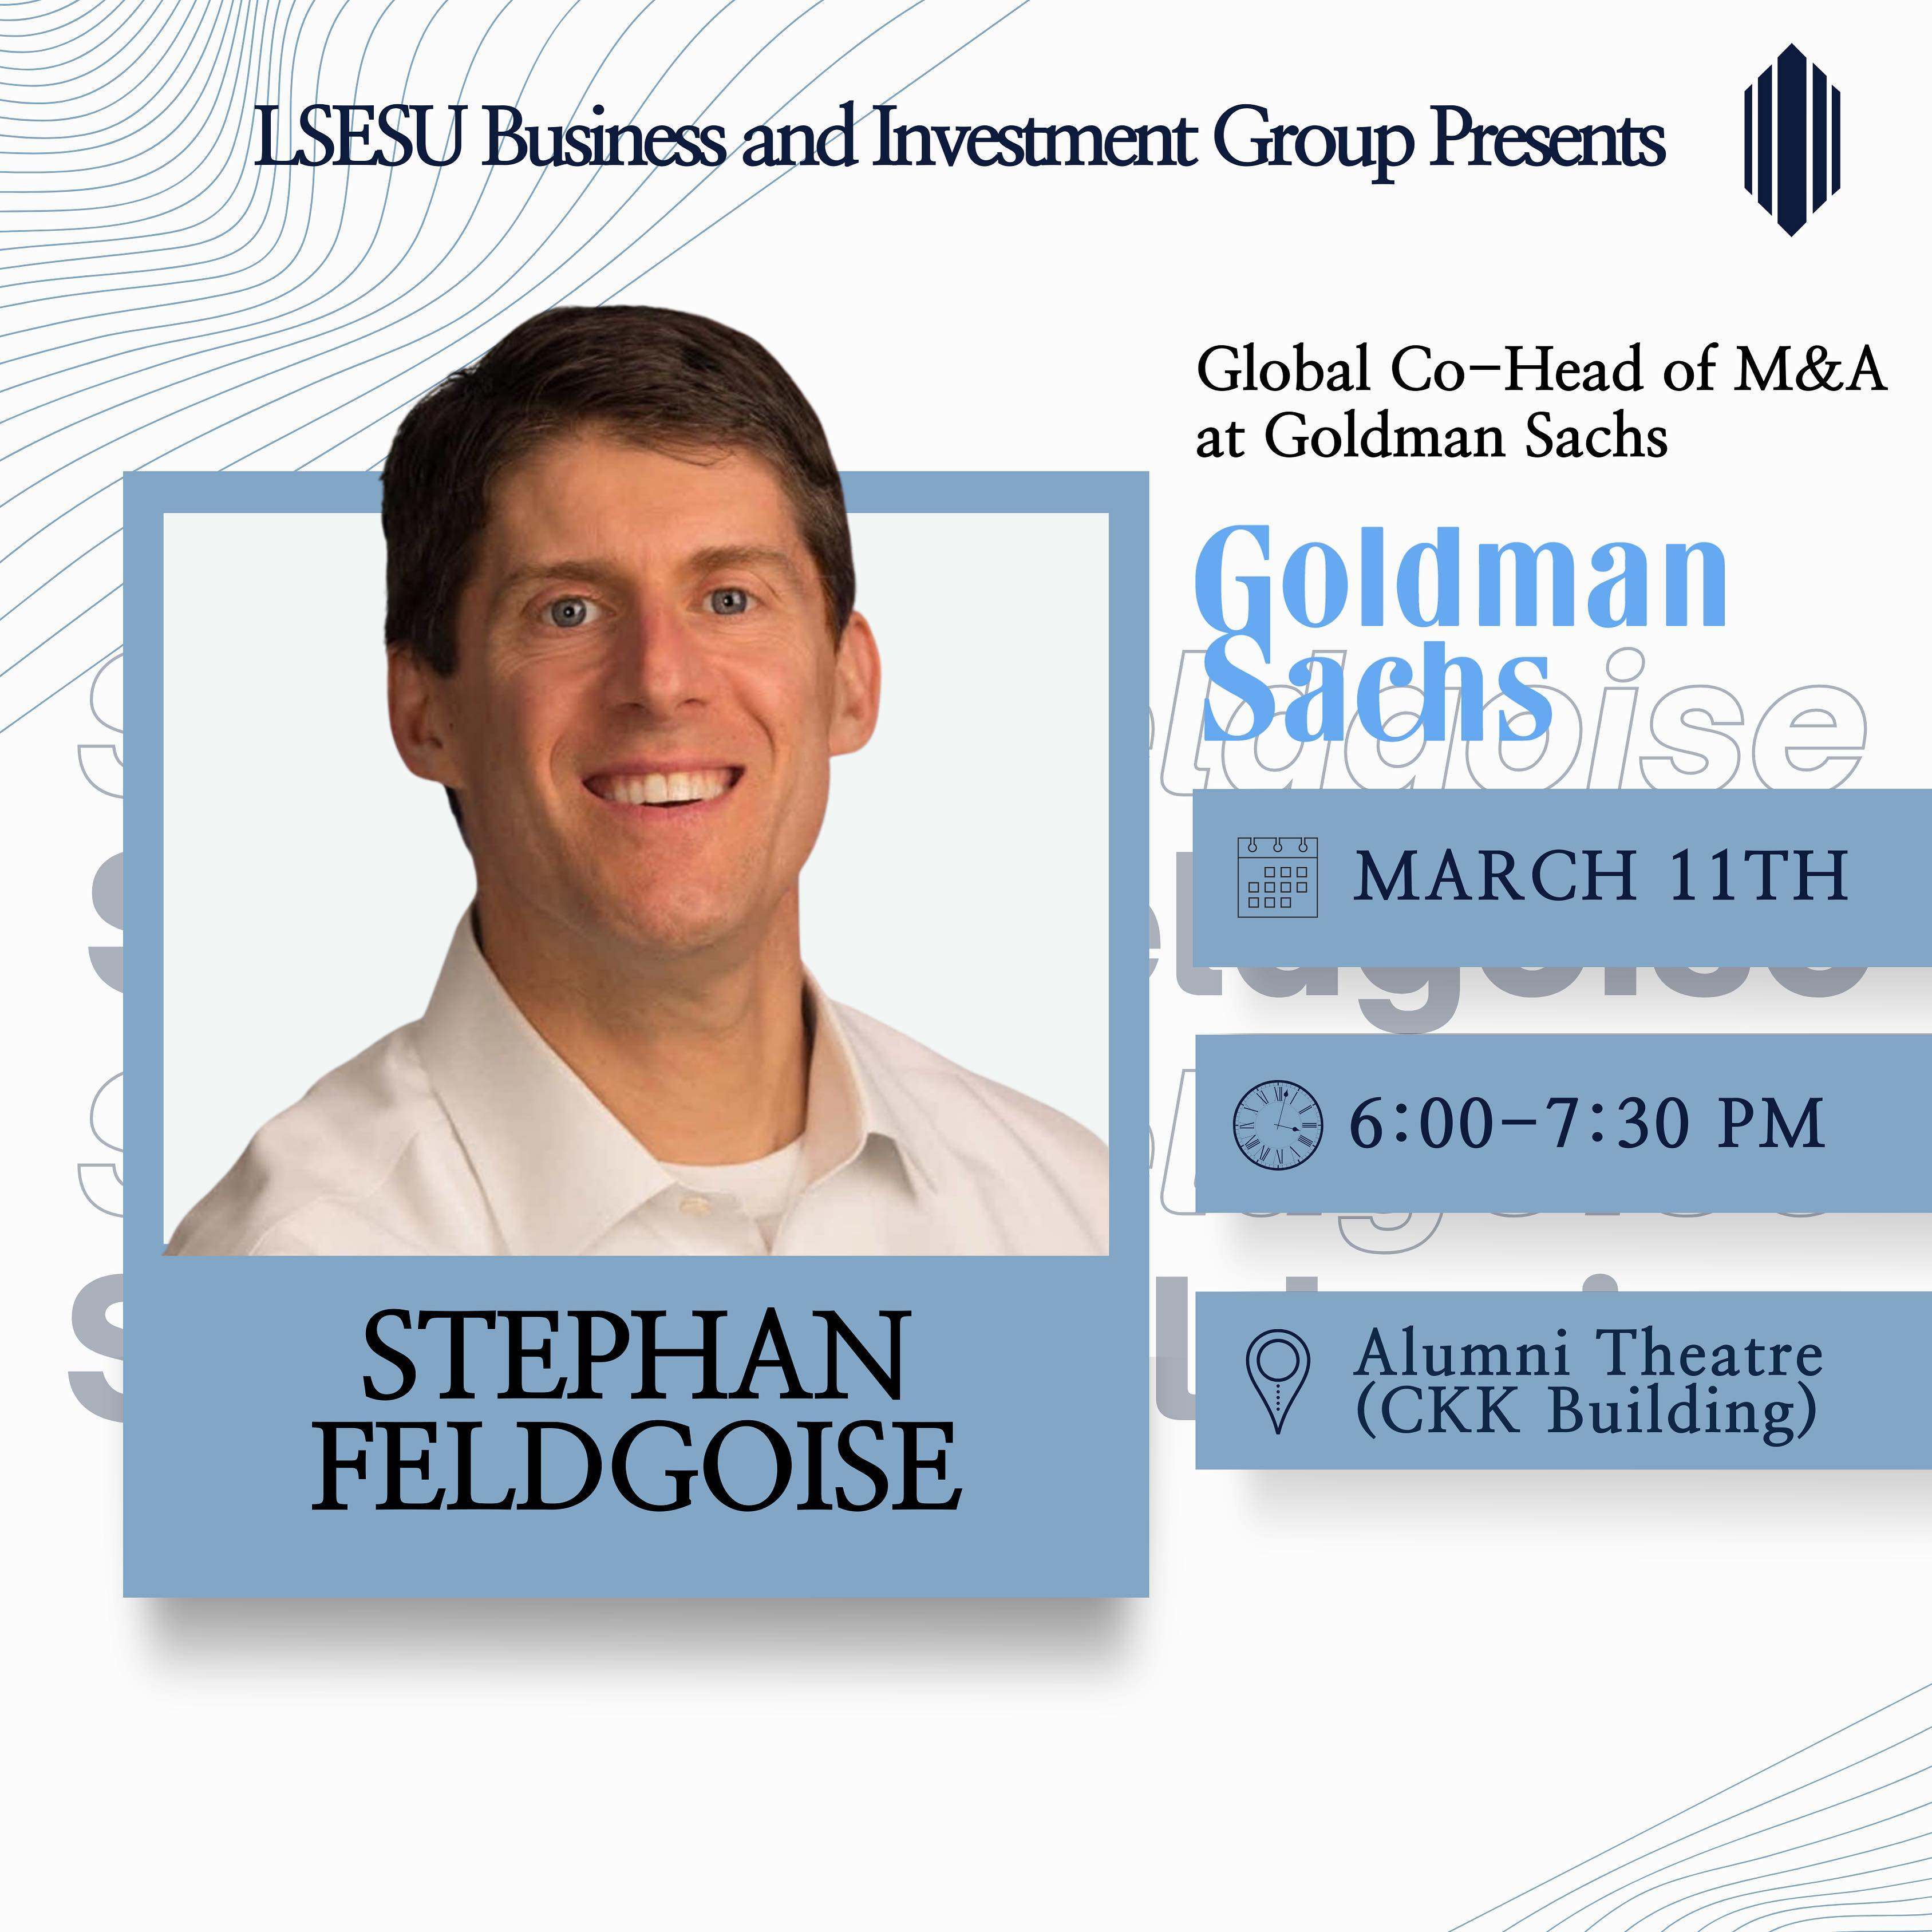 LSESU Business and Investment Group Presents
Global Co-Head of M&A
at Goldman Sachs
Goldman
Sachs
MARCH 11TH
6:00-7:30 PM
Alumni Theatre
(CKK Building)
STEPHAN
FELDGOISE